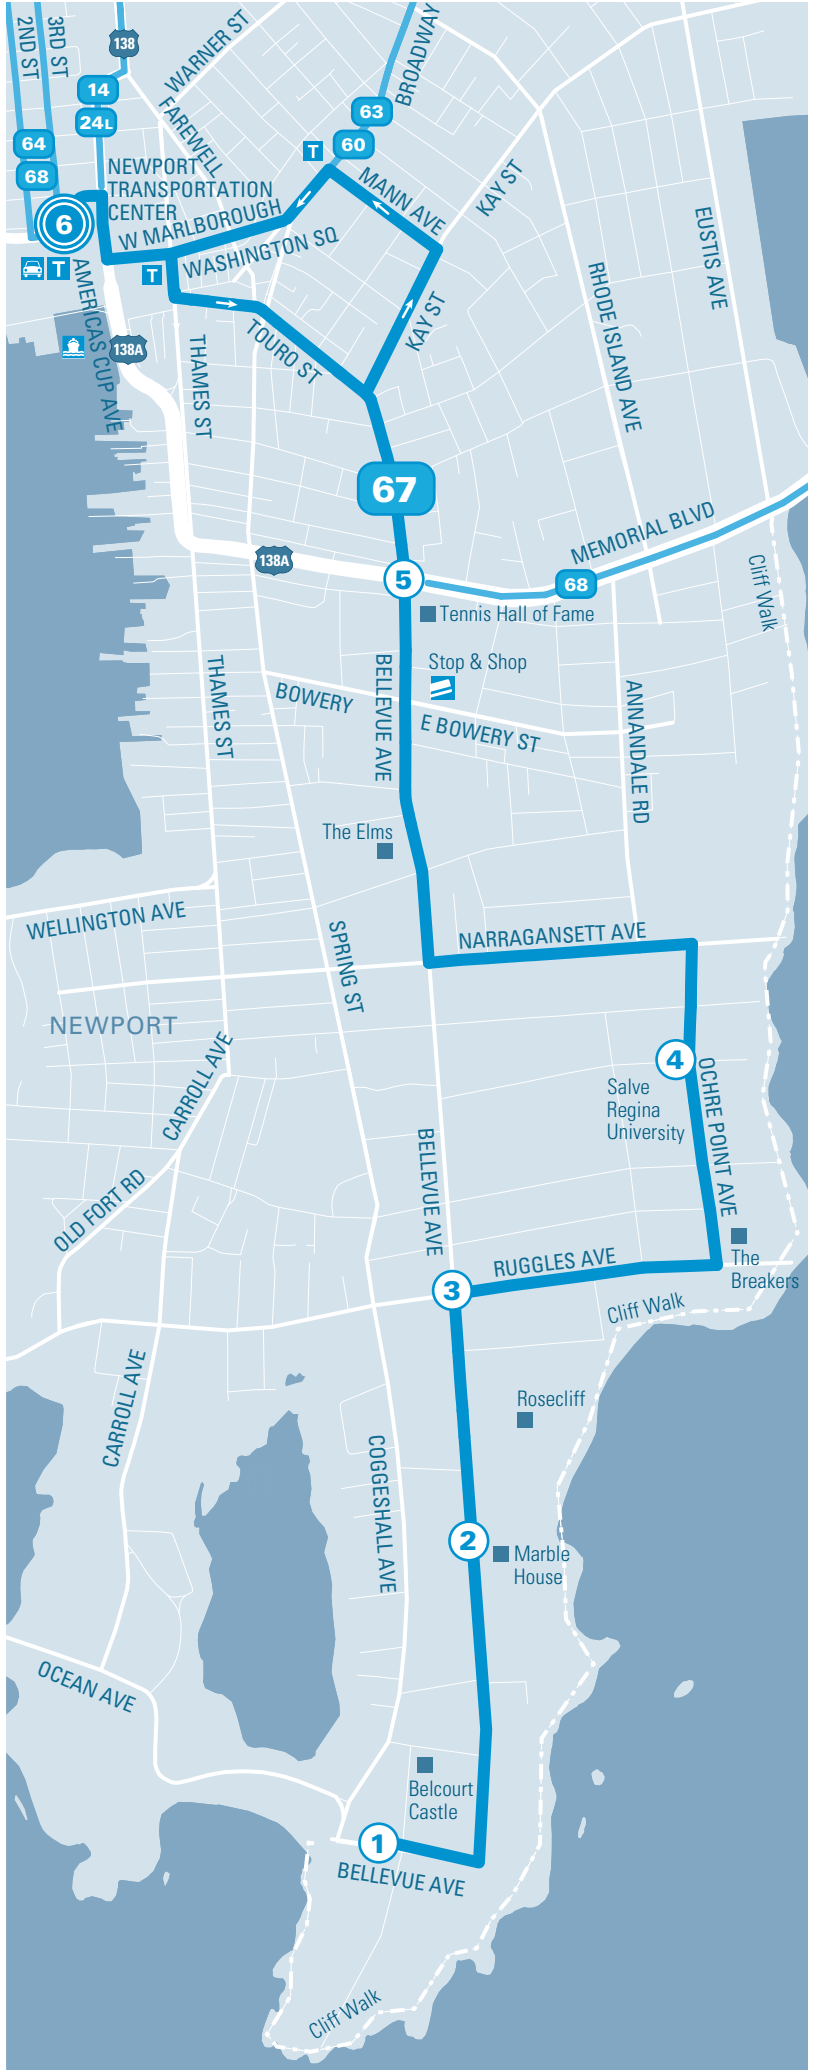 2ND ST
3RD ST
138
WARNER ST
BROADWAY
14
24L
FAREWELL
63
60
T
64
68
NEWPORT
TRANSPORTATION
CENTER
MANN AVE
KAY ST
6
W MARLBOROUGH
WASHINGTON SQ
EUSTIS AVE
T
T
AMERICAS CUP AVE
138A
THAMES ST
TOURO ST
KAY ST
RHODE ISLAND AVE
67
MEMORIAL BLVD
138A
5
68
Cliff Walk
Tennis Hall of Fame
Stop & Shop
THAMES ST
BOWERY
BELLEVUE AVE
E BOWERY ST
ANNANDALE RD
The Elms
WELLINGTON AVE
SPRING ST
NARRAGANSETT AVE
NEWPORT
CARROLL AVE
4
OCHRE POINT AVE
Salve
Regina
University
BELLEVUE AVE
OLD FORT RD
RUGGLES AVE
The
Breakers
3
Cliff Walk
CARROLL AVE
Rosecliff
COGGESHALL AVE
2
Marble
House
OCEAN AVE
Belcourt
Castle
1
BELLEVUE AVE
Cliff Walk